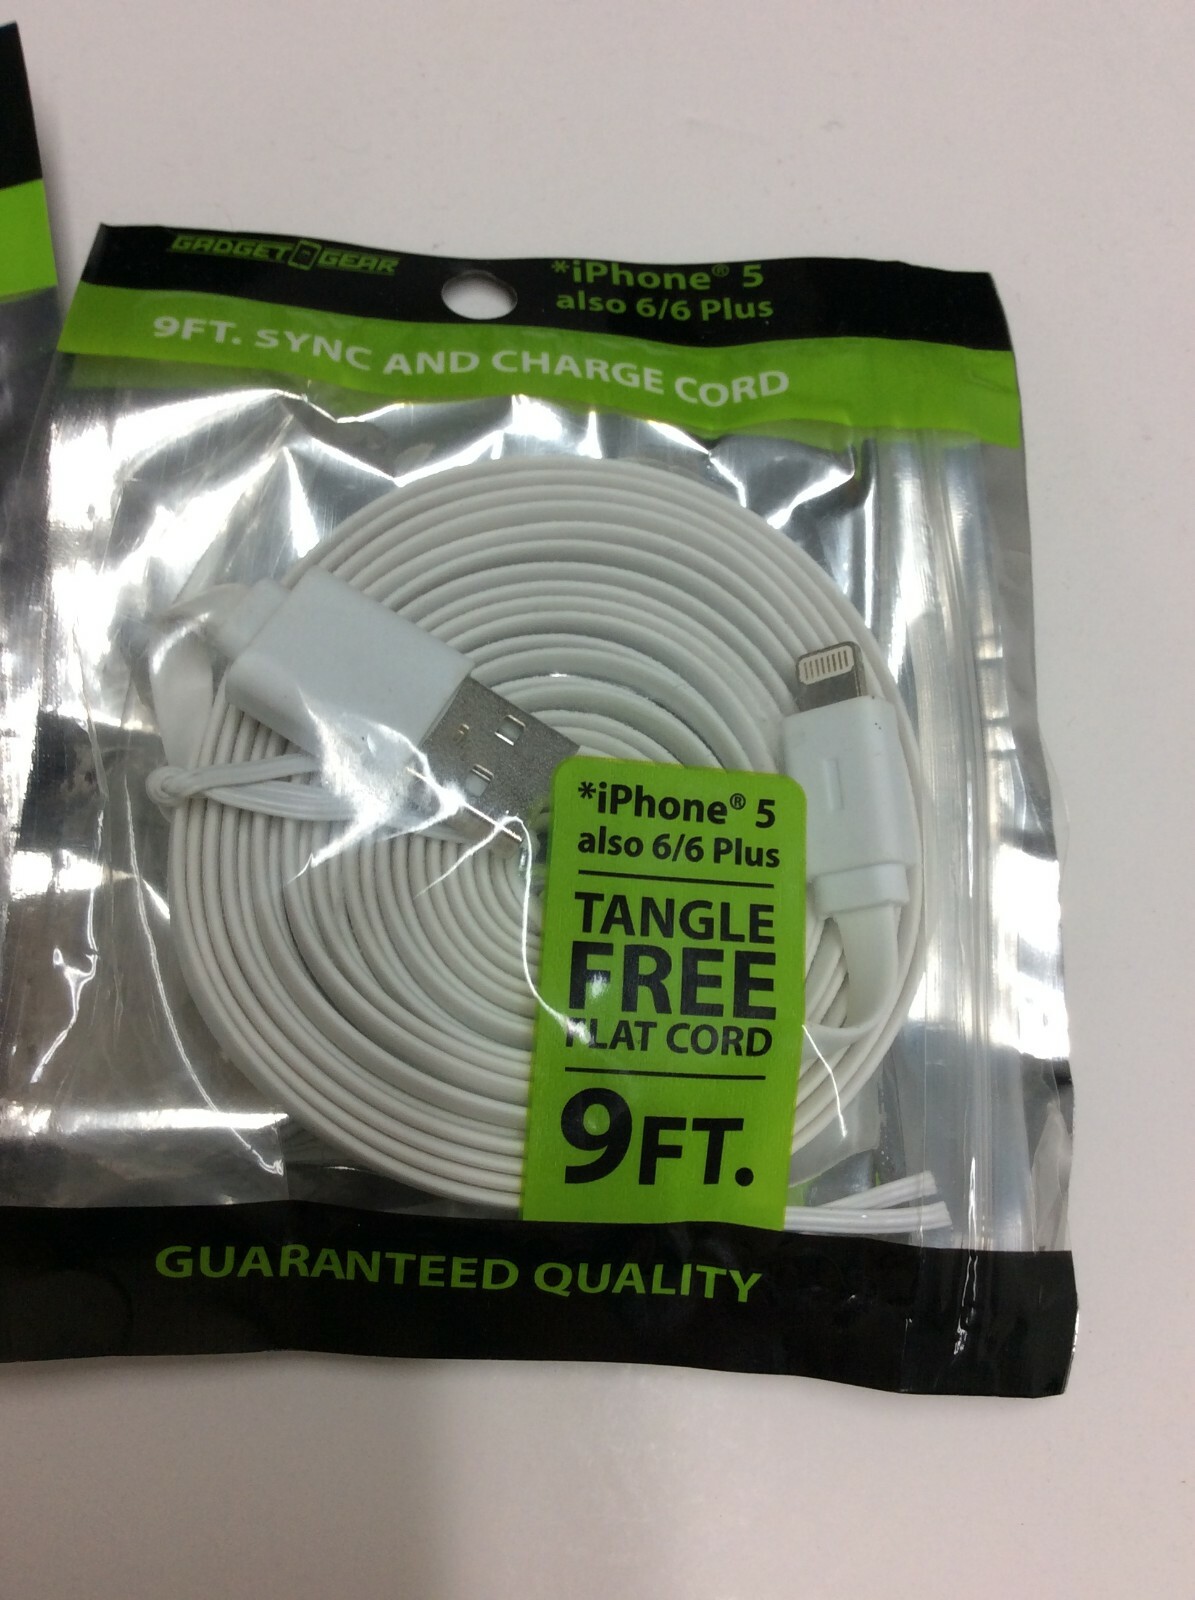 GADGET GEAR
*iPhone® 5
also 6/6 Plus
9FT. SYNC AND CHARGE CORD
*iPhone® 5
also 6/6 Plus
TANGLE
FREE
FLAT CORD
9FT.
GUARANTEED QUALITY